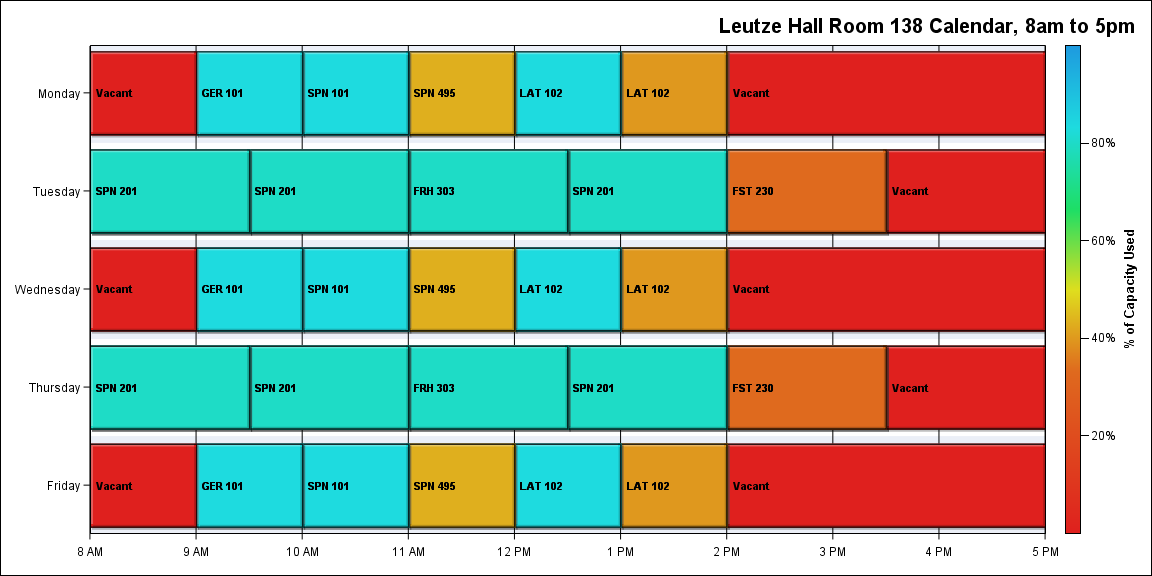 Leutze Hall Room 138 Calendar, 8am to 5pm
Monday
Vacant
GER 101
SPN 101
SPN 495
LAT 102
LAT 102
Vacant
Tuesday
SPN 201
SPN 201
FRH 303
SPN 201
FST 230
Vacant
Wednesday
Vacant
GER 101
SPN 101
SPN 495
LAT 102
LAT 102
Vacant
Thursday
SPN 201
SPN 201
FRH 303
SPN 201
FST 230
Vacant
Friday
Vacant
GER 101
SPN 101
SPN 495
LAT 102
LAT 102
Vacant
8 AM
9 AM
10 AM
11 AM
12 PM
1 PM
2 PM
3 PM
4 PM
5 PM
80%
60%
40%
20%
% of Capacity Used